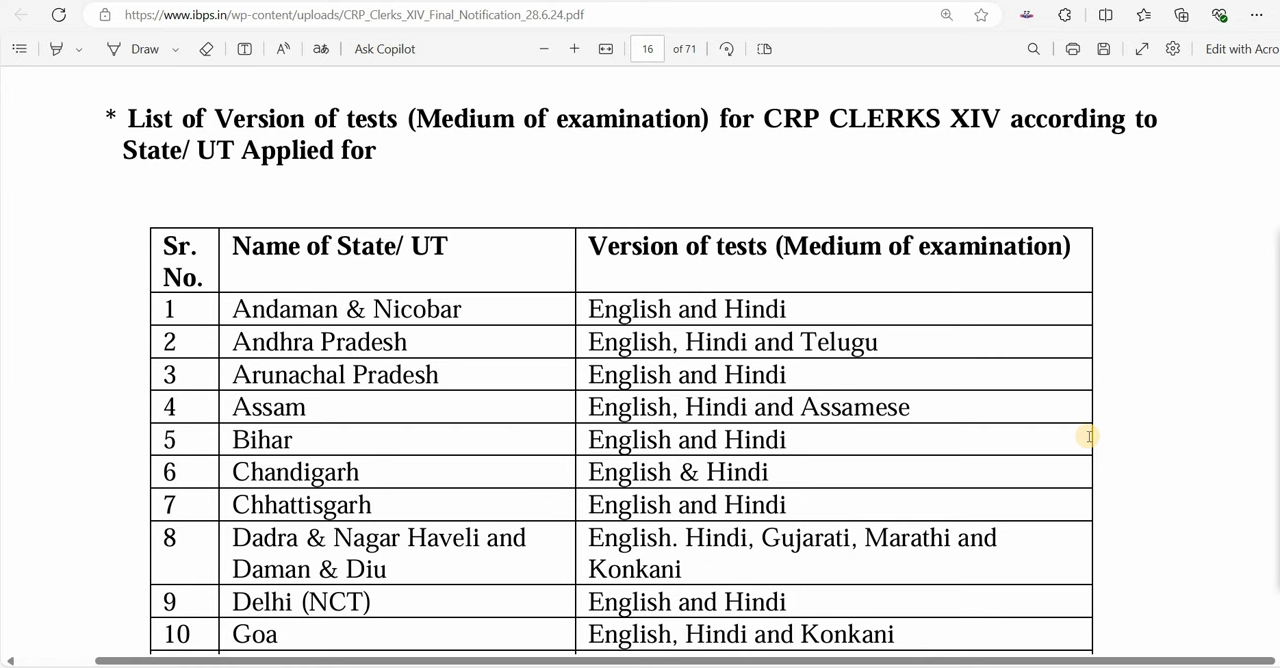 https://www.ibps.in/wp-content/uploads/CRP_Clerks_XIV_Final_Notification_28.6.24.pdf
Draw
aあ
Ask Copilot
16 of 71
Edit with Acro
* List of Version of tests (Medium of examination) for CRP CLERKS XIV according to
State/ UT Applied for
Sr. No. Name of State/ UT Version of tests (Medium of examination)
1 Andaman & Nicobar English and Hindi
2 Andhra Pradesh English, Hindi and Telugu
3 Arunachal Pradesh English and Hindi
4 Assam English, Hindi and Assamese
5 Bihar English and Hindi
6 Chandigarh English & Hindi
7 Chhattisgarh English and Hindi
8 Dadra & Nagar Haveli and Daman & Diu English. Hindi, Gujarati, Marathi and Konkani
9 Delhi (NCT) English and Hindi
10 Goa English, Hindi and Konkani